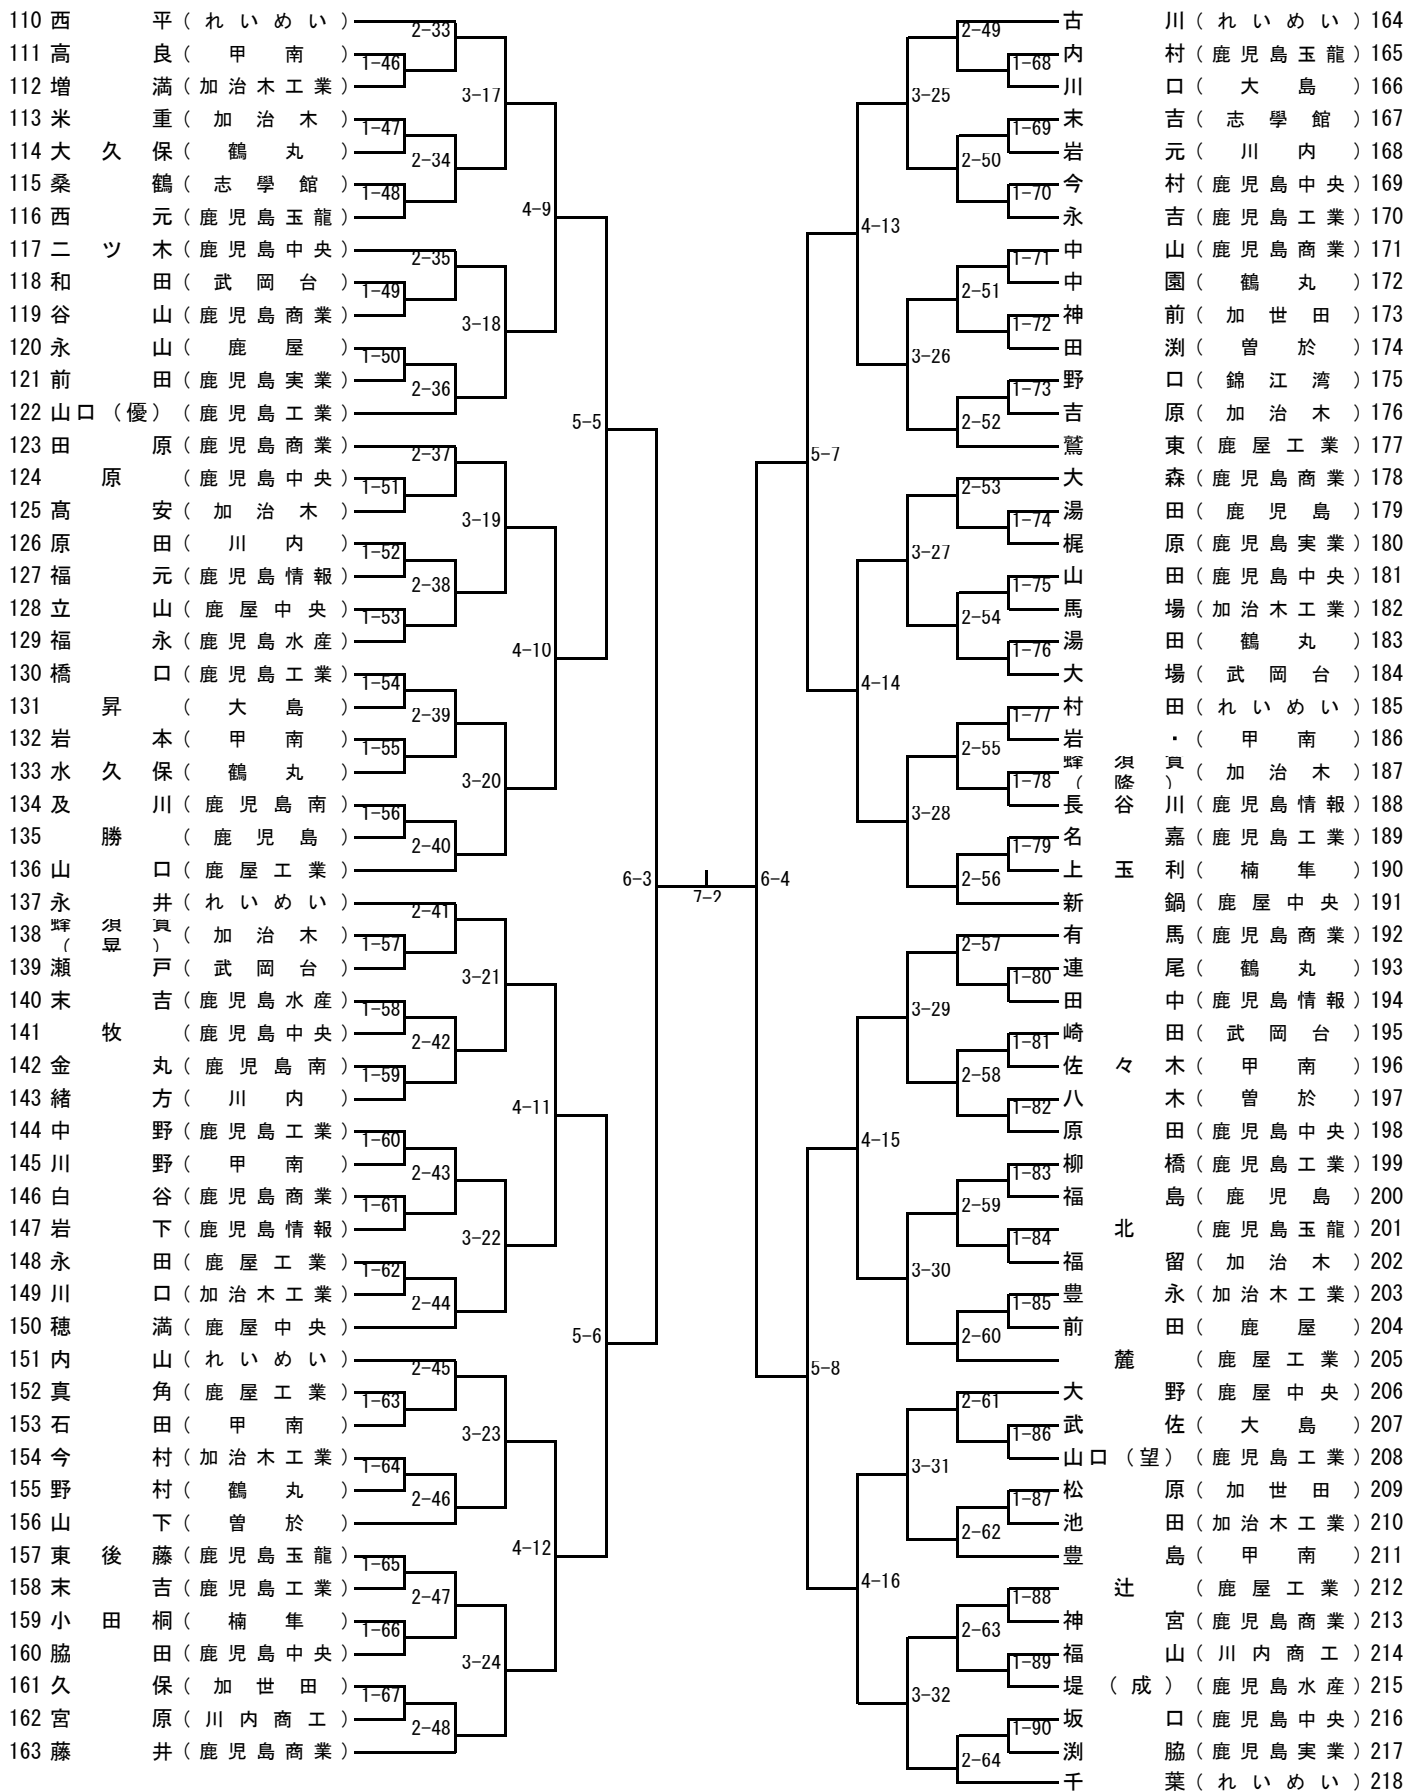 110 西平(れいめい)
111 高良(甲南)
112 増満(加治木工業)
113 米重(加治木)
114 大久保(鶴丸)
115 桑鶴(志學館)
116 西元(鹿児島玉龍)
117 二ツ木(鹿児島中央)
118 和田(武岡台)
119 谷山(鹿児島商業)
120 永山(鹿屋)
121 前田(鹿児島実業)
122 山口(優)(鹿児島工業)
123 田原(鹿児島商業)
124 原(鹿児島中央)
125 髙安(加治木)
126 原田(川内)
127 福元(鹿児島情報)
128 立山(鹿屋中央)
129 福永(鹿児島水産)
130 橋口(鹿児島工業)
131 昇(大島)
132 岩本(甲南)
133 水久保(鶴丸)
134 及川(鹿児島南)
135 勝(鹿児島)
136 山口(鹿屋工業)
137 永井(れいめい)
138 蜂須賀(昱)(加治木)
139 瀬戸(武岡台)
140 末吉(鹿児島水産)
141 牧(鹿児島中央)
142 金丸(鹿児島南)
143 緒方(川内)
144 中野(鹿児島工業)
145 川野(甲南)
146 白谷(鹿児島商業)
147 岩下(鹿児島情報)
148 永田(鹿屋工業)
149 川口(加治木工業)
150 穂満(鹿屋中央)
151 内山(れいめい)
152 真角(鹿屋工業)
153 石田(甲南)
154 今村(加治木工業)
155 野村(鶴丸)
156 山下(曽於)
157 東後藤(鹿児島玉龍)
158 末吉(鹿児島工業)
159 小田桐(楠隼)
160 脇田(鹿児島中央)
161 久保(加世田)
162 宮原(川内商工)
163 藤井(鹿児島商業)
1-46
1-47
1-48
1-49
1-50
1-51
1-52
1-53
1-54
1-55
1-56
1-57
1-58
1-59
1-60
1-61
1-62
1-63
1-64
1-65
1-66
1-67
2-33
2-34
2-35
2-36
2-37
2-38
2-39
2-40
2-41
2-42
2-43
2-44
2-45
2-46
2-47
2-48
3-17
3-18
3-19
3-20
3-21
3-22
3-23
3-24
4-9
4-10
4-11
4-12
5-5
5-6
6-3
7-2
6-4
5-7
5-8
4-13
4-14
4-15
4-16
3-25
3-26
3-27
3-28
3-29
3-30
3-31
3-32
2-49
2-50
2-51
2-52
2-53
2-54
2-55
2-56
2-57
2-58
2-59
2-60
2-61
2-62
2-63
2-64
1-68
1-69
1-70
1-71
1-72
1-73
1-74
1-75
1-76
1-77
1-78
1-79
1-80
1-81
1-82
1-83
1-84
1-85
1-86
1-87
1-88
1-89
1-90
古川(れいめい)164
内村(鹿児島玉龍)165
川口(大島)166
末吉(志學館)167
岩元(川内)168
今村(鹿児島中央)169
永吉(鹿児島工業)170
中山(鹿児島商業)171
中園(鶴丸)172
神前(加世田)173
田渕(曽於)174
野口(錦江湾)175
吉原(加治木)176
鷲東(鹿屋工業)177
大森(鹿児島商業)178
湯田(鹿児島)179
梶原(鹿児島実業)180
山田(鹿児島中央)181
馬場(加治木工業)182
湯田(鶴丸)183
大場(武岡台)184
村田(れいめい)185
岩・(甲南)186
蜂須賀(隆)(加治木)187
長谷川(鹿児島情報)188
名嘉(鹿児島工業)189
上玉利(楠隼)190
新鍋(鹿屋中央)191
有馬(鹿児島商業)192
連尾(鶴丸)193
田中(鹿児島情報)194
崎田(武岡台)195
佐々木(甲南)196
八木(曽於)197
原田(鹿児島中央)198
柳橋(鹿児島工業)199
福島(鹿児島)200
北(鹿児島玉龍)201
福留(加治木)202
豊永(加治木工業)203
前田(鹿屋)204
麓(鹿屋工業)205
大野(鹿屋中央)206
武佐(大島)207
山口(望)(鹿児島工業)208
松原(加世田)209
池田(加治木工業)210
豊島(甲南)211
辻(鹿屋工業)212
神宮(鹿児島商業)213
福山(川内商工)214
堤(成)(鹿児島水産)215
坂口(鹿児島中央)216
渕脇(鹿児島実業)217
千葉(れいめい)218